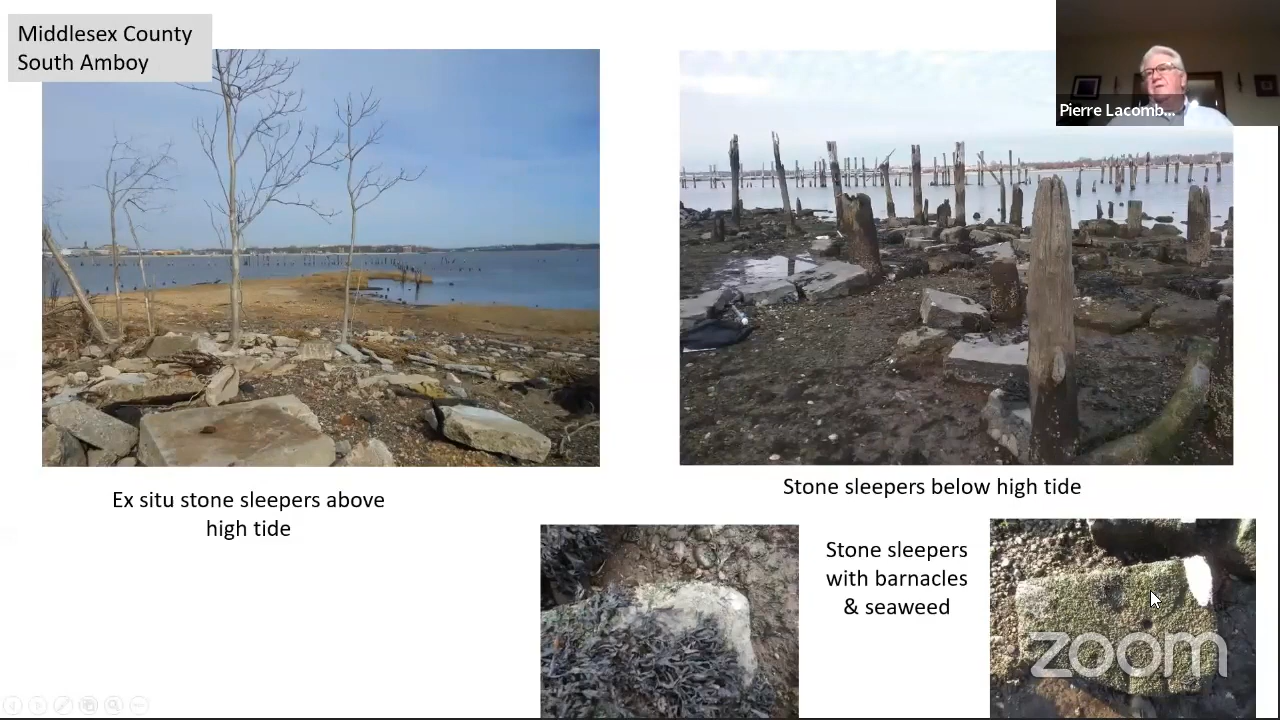 Middlesex County
South Amboy
Pierre Lacomb...
Ex situ stone sleepers above
high tide
Stone sleepers below high tide
Stone sleepers
with barnacles
& seaweed
zoom